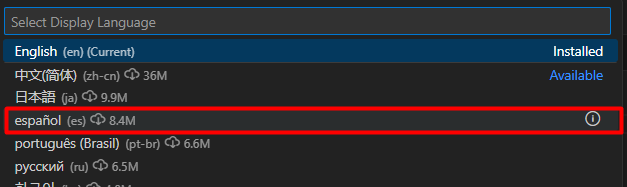 Select Display Language
English (en) (Current) Installed
中文(简体) (zh-cn) 36M Available
日本語 (ja) 9.9M
español (es) 8.4M
português (Brasil) (pt-br) 6.6M
русский (ru) 6.5M